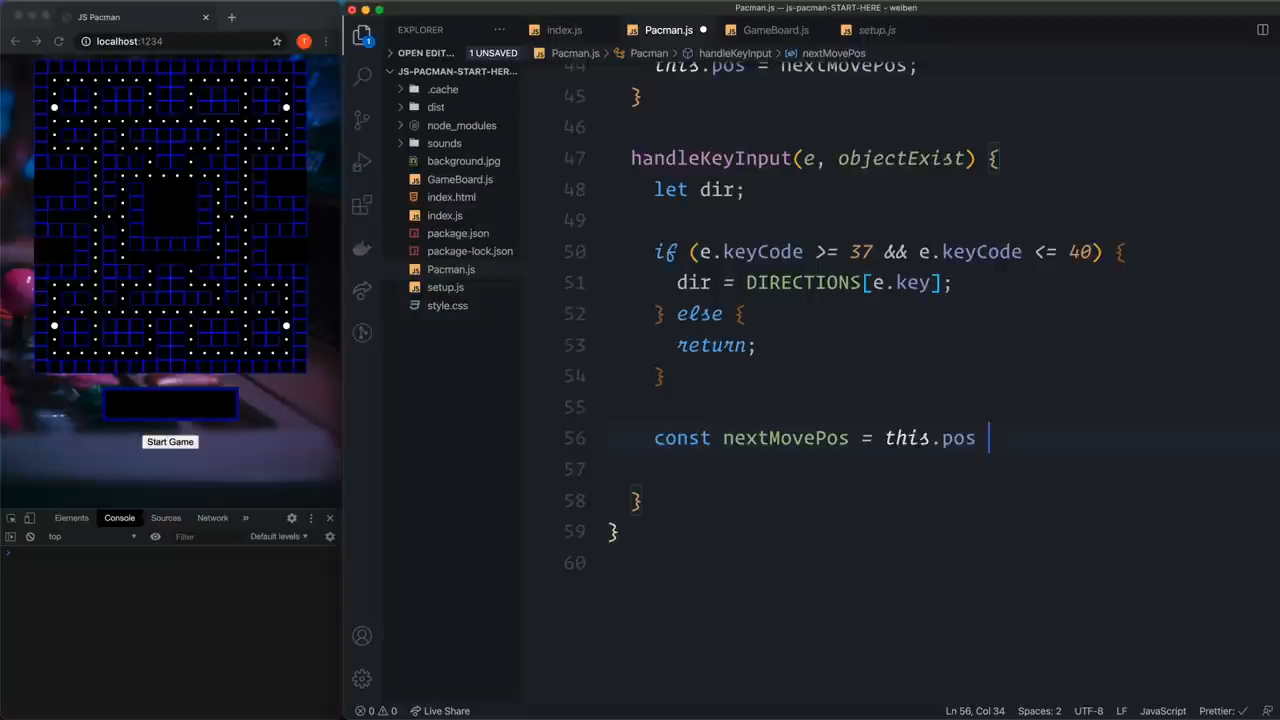 JS Pacman
localhost:1234
T
Start Game
Elements Console Sources Network »
top Filter Default levels
Pacman.js — js-pacman-START-HERE — weiben
EXPLORER
OPEN EDIT... 1 UNSAVED
JS-PACMAN-START-HER...
.cache
dist
node_modules
sounds
background.jpg
GameBoard.js
index.html
index.js
package.json
package-lock.json
Pacman.js
setup.js
style.css
1
index.js Pacman.js GameBoard.js setup.js
Pacman.js > Pacman > handleKeyInput > nextMovePos
44 this.pos = nextMovePos;
45 }
46
47 handleKeyInput(e, objectExist) {
48 let dir;
49
50 if (e.keyCode >= 37 && e.keyCode <= 40) {
51 dir = DIRECTIONS[e.key];
52 } else {
53 return;
54 }
55
56 const nextMovePos = this.pos
57
58 }
59 }
60
0 0 Live Share Ln 56, Col 34 Spaces: 2 UTF-8 LF JavaScript Prettier: ✓